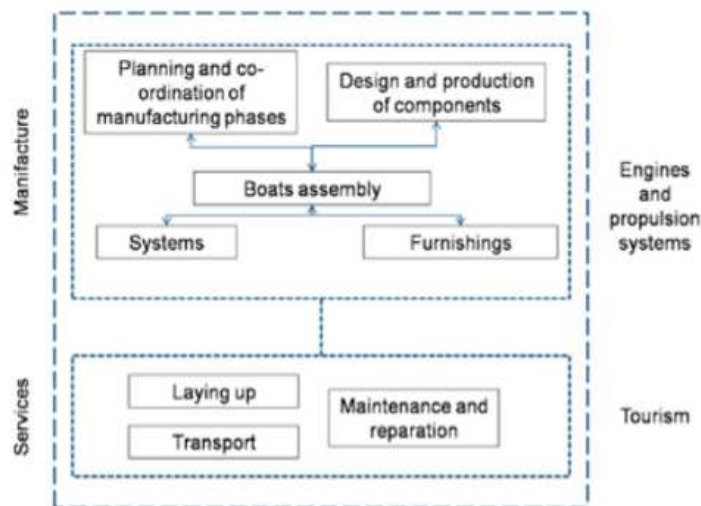 Manifacture
Planning and co-
ordination of
manufacturing phases
Design and production
of components
Boats assembly
Systems
Furnishings
Engines
and
propulsion
systems
Services
Laying up
Transport
Maintenance and
reparation
Tourism